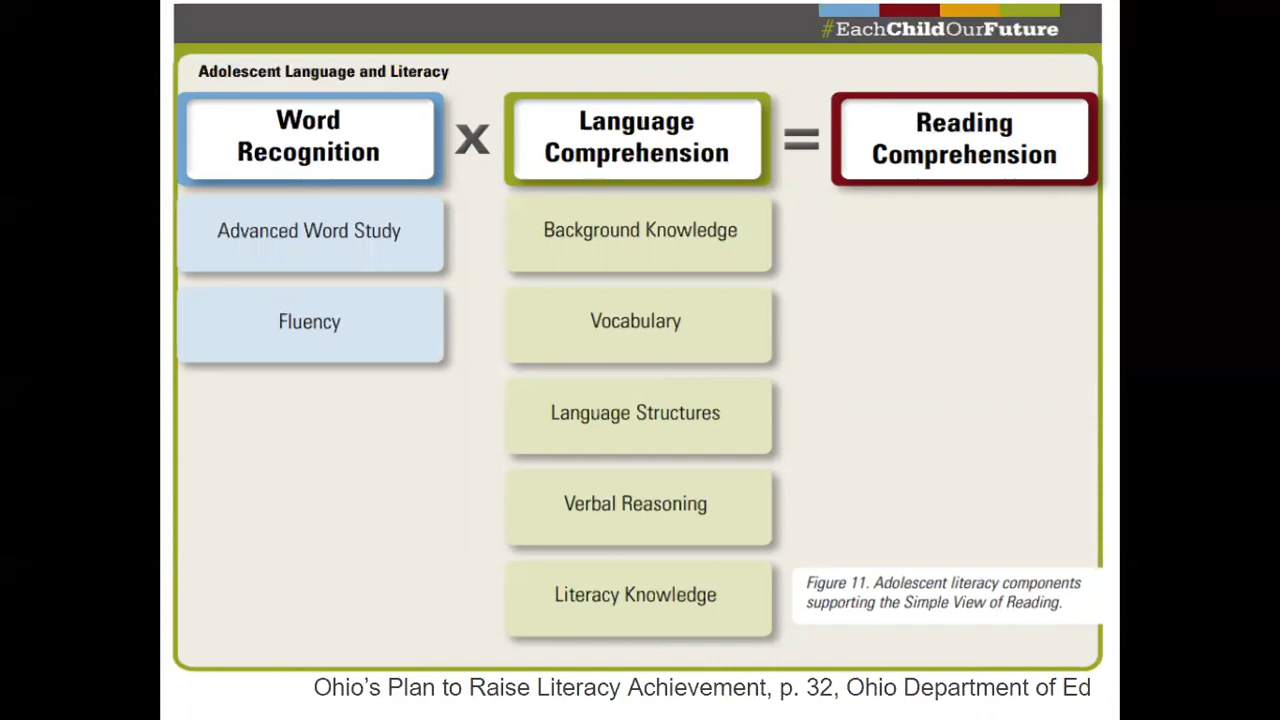 #EachChildOurFuture
Adolescent Language and Literacy
Word
Recognition
x
Language
Comprehension
=
Reading
Comprehension
Advanced Word Study
Fluency
Background Knowledge
Vocabulary
Language Structures
Verbal Reasoning
Literacy Knowledge
Figure 11. Adolescent literacy components
supporting the Simple View of Reading.
Ohio’s Plan to Raise Literacy Achievement, p. 32, Ohio Department of Ed